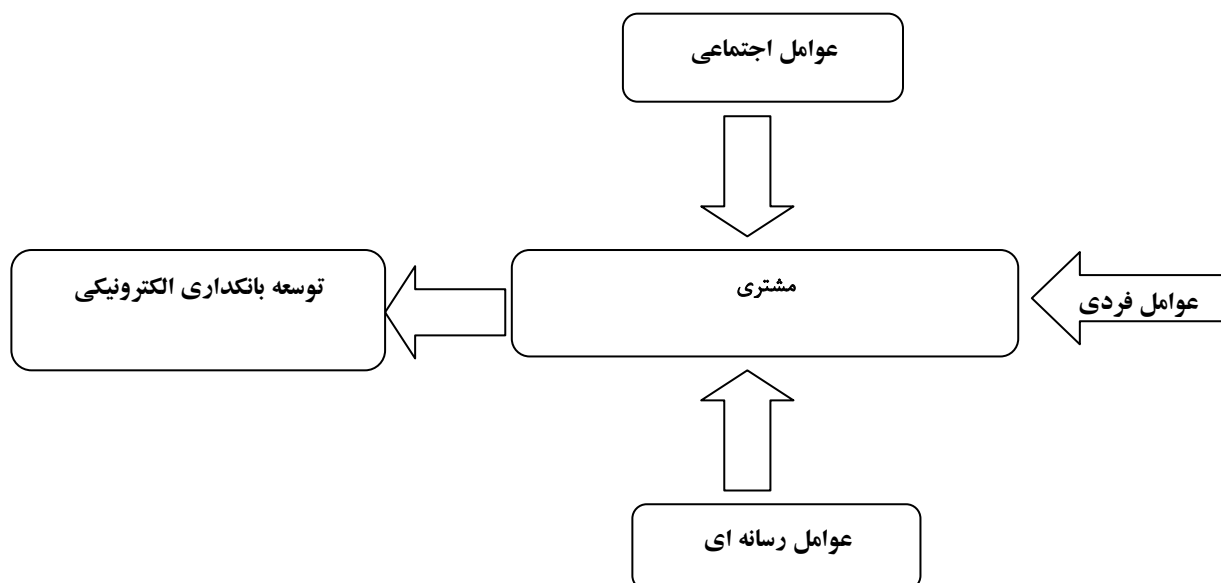 عوامل اجتماعی
مشتری
توسعه بانکداری الکترونیکی
عوامل فردی
عوامل رسانه ای